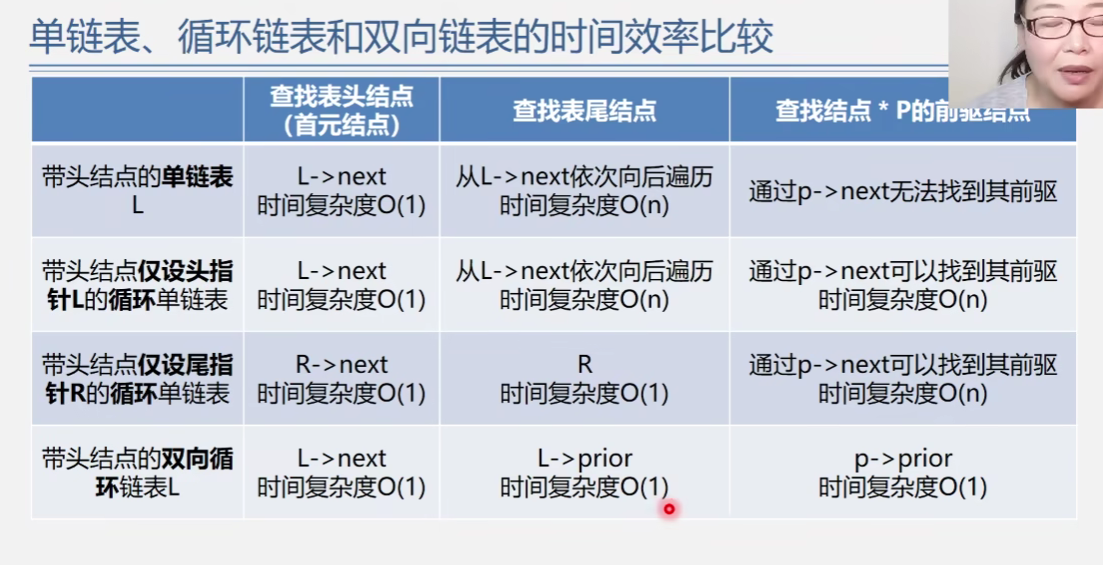 单链表、循环链表和双向链表的时间效率比较
查找表头结点
（首元结点）
查找表尾结点
查找结点 * P的前驱结点
带头结点的单链表
L
L->next
时间复杂度O(1)
从L->next依次向后遍历
时间复杂度O(n)
通过p->next无法找到其前驱
带头结点仅设头指
针L的循环单链表
L->next
时间复杂度O(1)
从L->next依次向后遍历
时间复杂度O(n)
通过p->next可以找到其前驱
时间复杂度O(n)
带头结点仅设尾指
针R的循环单链表
R->next
时间复杂度O(1)
R
时间复杂度O(1)
通过p->next可以找到其前驱
时间复杂度O(n)
带头结点的双向循
环链表L
L->next
时间复杂度O(1)
L->prior
时间复杂度O(1)
p->prior
时间复杂度O(1)